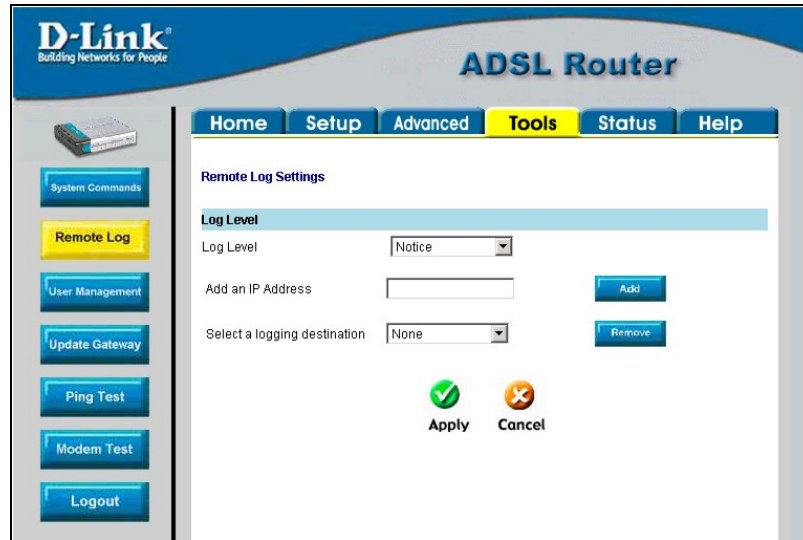 D-Link®
Building Networks for People
ADSL Router
Home Setup Advanced Tools Status Help
System Commands
Remote Log
User Management
Update Gateway
Ping Test
Modem Test
Logout
Remote Log Settings
Log Level
Log Level Notice
Add an IP Address Add
Select a logging destination None Remove
Apply Cancel